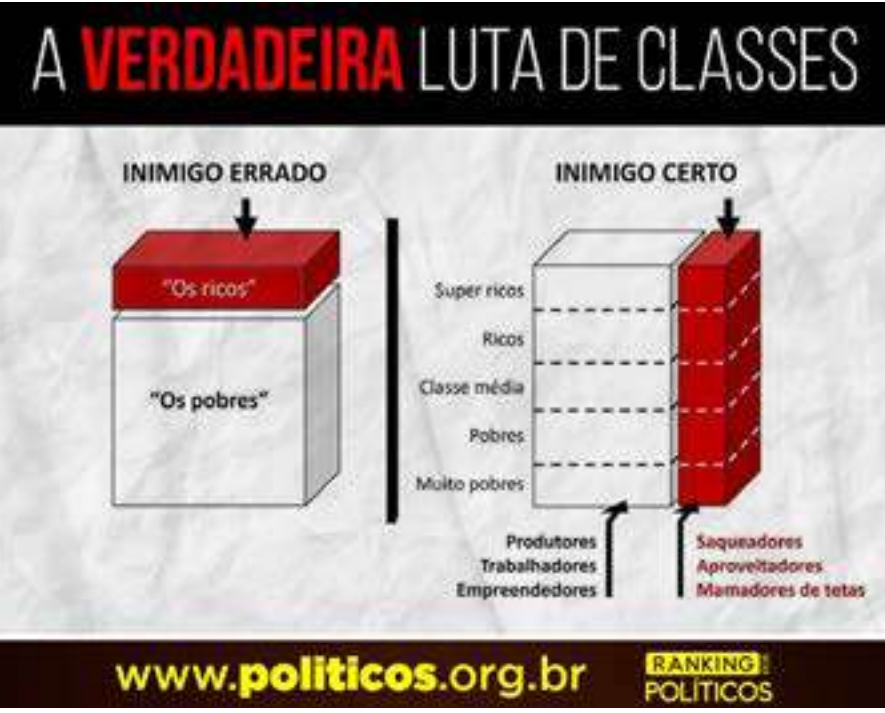 A VERDADEIRA LUTA DE CLASSES
INIMIGO ERRADO
"Os ricos"
"Os pobres"
INIMIGO CERTO
Super ricos
Ricos
Classe média
Pobres
Muito pobres
Produtores
Trabalhadores
Empreendedores
Saqueadores
Aproveitadores
Mamadores de tetas
www.politicos.org.br
RANKING
POLÍTICOS